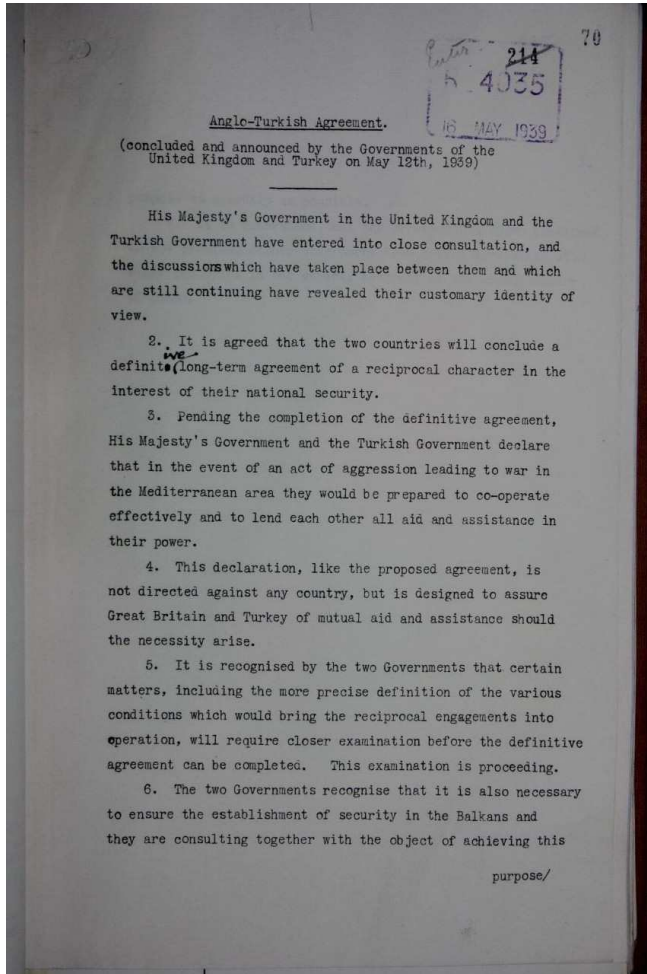 70
214
4035
16 MAY 1939
Anglo-Turkish Agreement.
(concluded and announced by the Governments of the
United Kingdom and Turkey on May 12th, 1939)
His Majesty's Government in the United Kingdom and the
Turkish Government have entered into close consultation, and
the discussions which have taken place between them and which
are still continuing have revealed their customary identity of
view.
2. It is agreed that the two countries will conclude a
definitive long-term agreement of a reciprocal character in the
interest of their national security.
3. Pending the completion of the definitive agreement,
His Majesty's Government and the Turkish Government declare
that in the event of an act of aggression leading to war in
the Mediterranean area they would be prepared to co-operate
effectively and to lend each other all aid and assistance in
their power.
4. This declaration, like the proposed agreement, is
not directed against any country, but is designed to assure
Great Britain and Turkey of mutual aid and assistance should
the necessity arise.
5. It is recognised by the two Governments that certain
matters, including the more precise definition of the various
conditions which would bring the reciprocal engagements into
operation, will require closer examination before the definitive
agreement can be completed. This examination is proceeding.
6. The two Governments recognise that it is also necessary
to ensure the establishment of security in the Balkans and
they are consulting together with the object of achieving this
purpose/